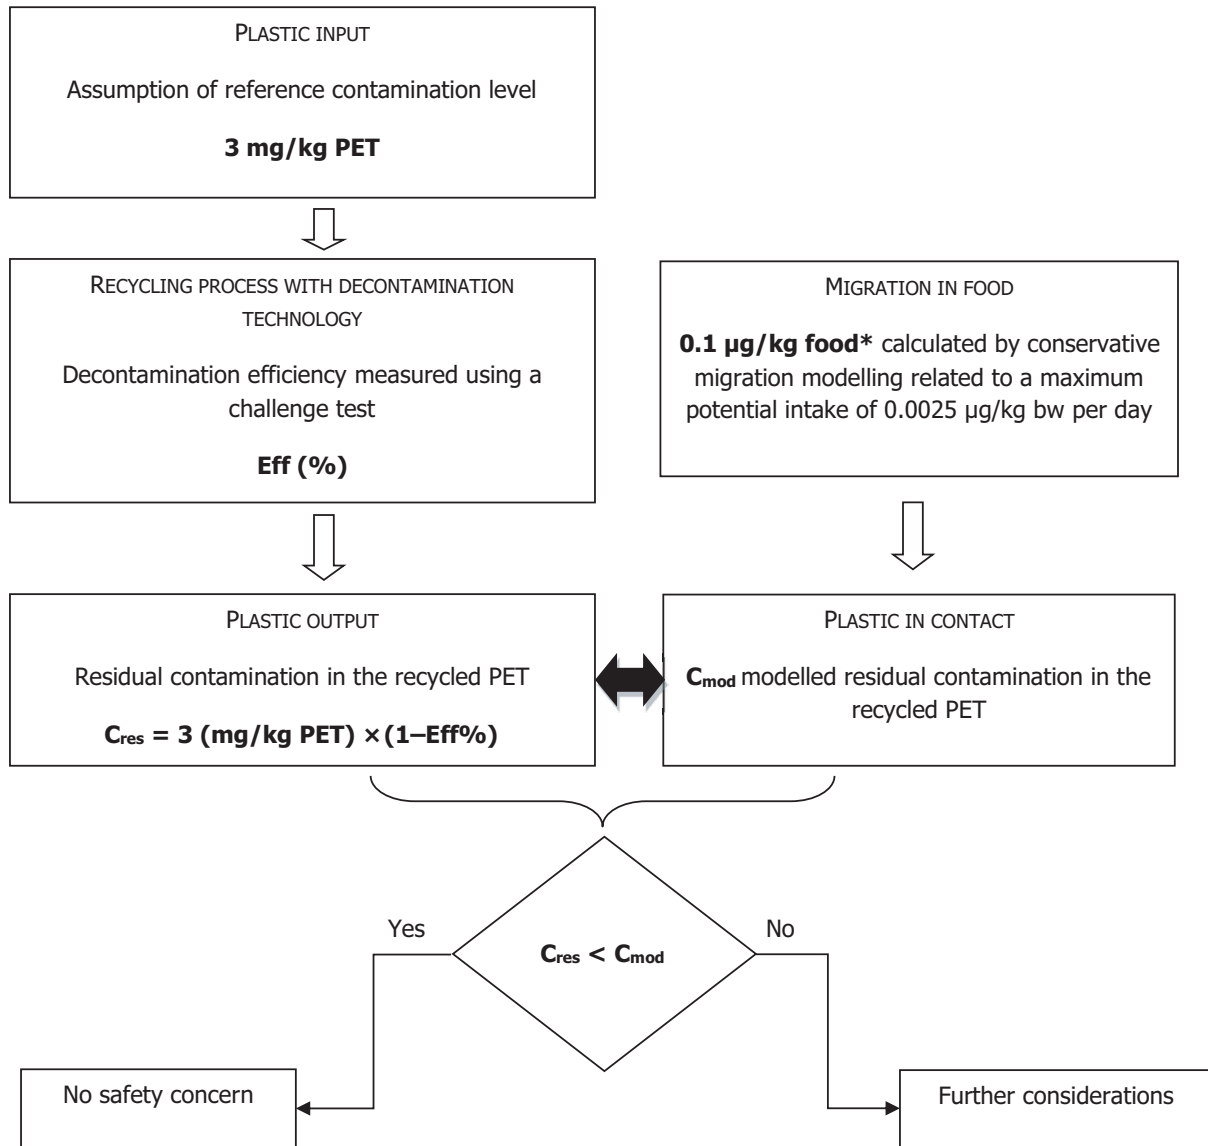 PLASTIC INPUT
Assumption of reference contamination level
3 mg/kg PET
RECYCLING PROCESS WITH DECONTAMINATION
TECHNOLOGY
Decontamination efficiency measured using a
challenge test
Eff (%)
MIGRATION IN FOOD
0.1 µg/kg food* calculated by conservative
migration modelling related to a maximum
potential intake of 0.0025 µg/kg bw per day
PLASTIC OUTPUT
Residual contamination in the recycled PET
Cres = 3 (mg/kg PET) ×(1–Eff%)
PLASTIC IN CONTACT
Cmod modelled residual contamination in the
recycled PET
Yes
No
Cres < Cmod
No safety concern
Further considerations